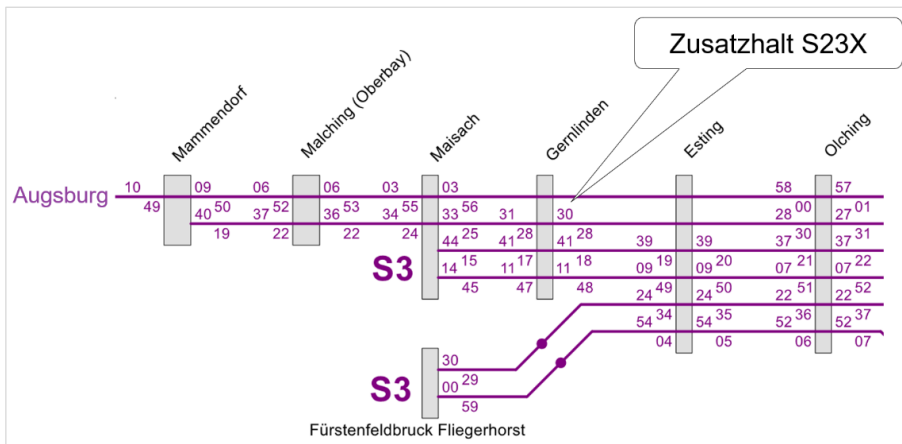 Zusatzhalt S23X
Mammendorf
Malching (Oberbay)
Maisach
Gernlinden
Esting
Olching
10 09 06 06 03 03 58 57
Augsburg
49 50 52 53 55 56 00 01
40 37 36 34 33 31 30 28 27
19 22 22 24 25 28 28 30 31
44 41 41 39 39 37 37
S3
15 17 18 19 20 21 22
14 11 11 09 09 07 07
45 47 48 49 50 51 52
24 24 22 22
34 35 36 37
54 54 52 52
04 05 06 07
30
S3
29
00
59
Fürstenfeldbruck Fliegerhorst